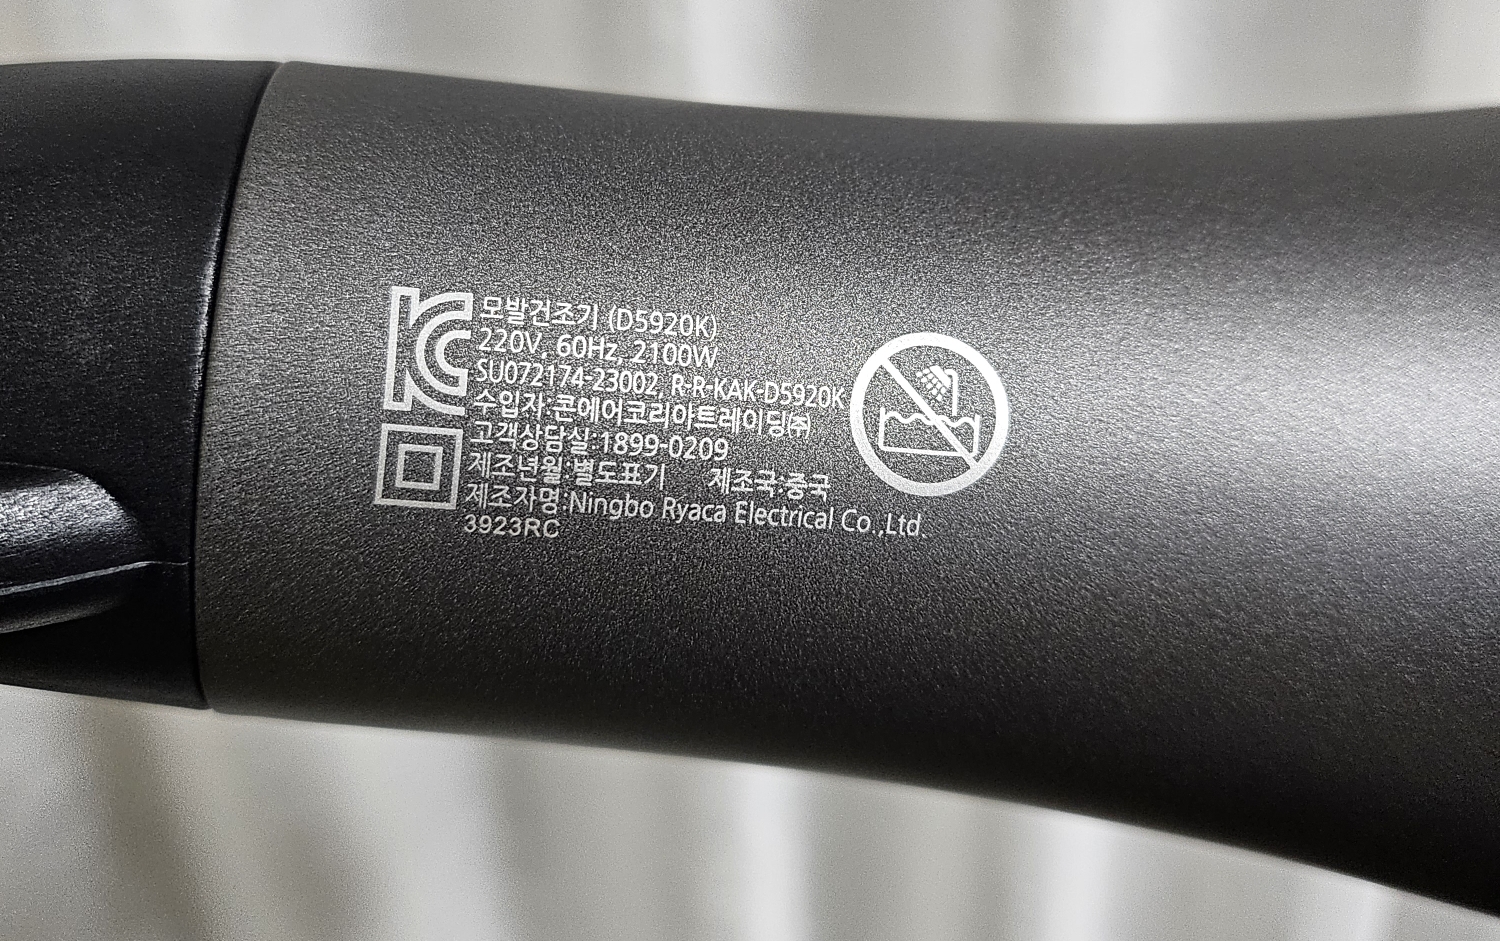 KC
모발건조기 (D5920K)
220V, 60Hz, 2100W
SU072174-23002, R-R-KAK-D5920K
수입자:콘에어코리아트레이딩㈜
고객상담실:1899-0209
제조년월:별도표기 제조국:중국
제조자명:Ningbo Ryaca Electrical Co.,Ltd.
3923RC